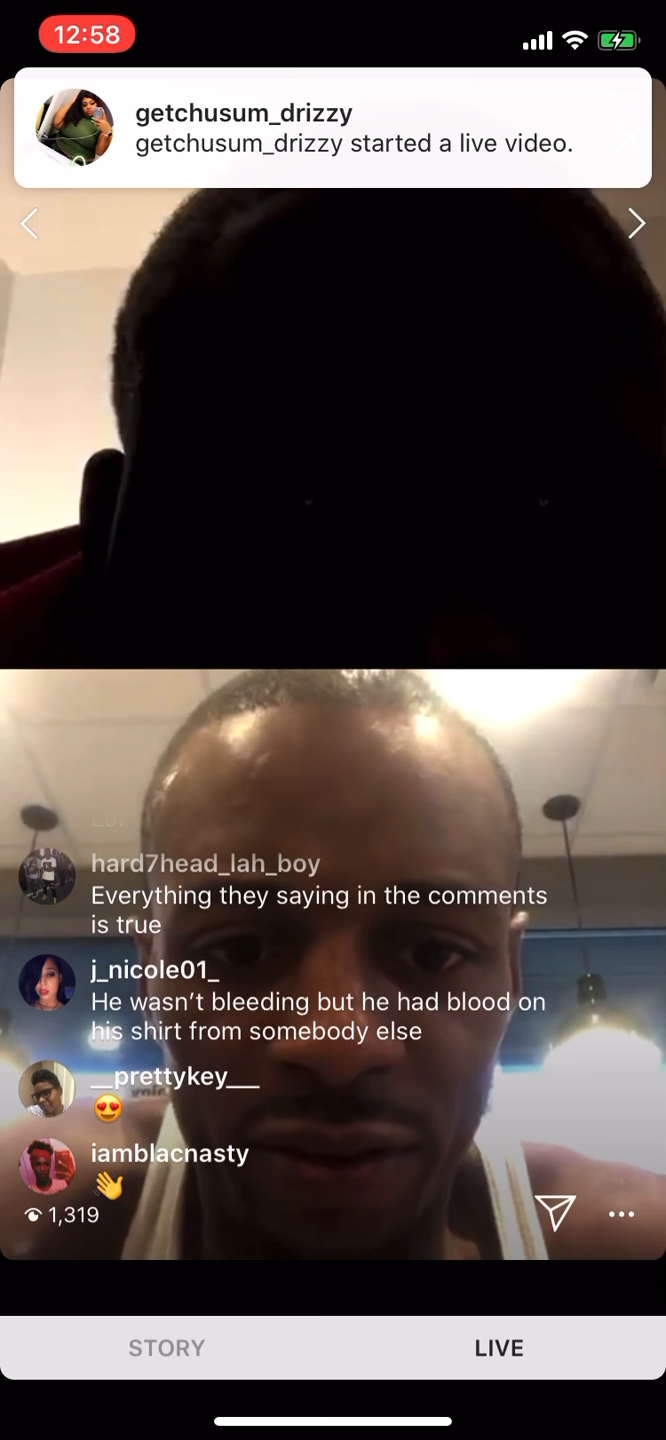 12:58
getchusum_drizzy
getchusum_drizzy started a live video.
hard7head_lah_boy
Everything they saying in the comments
is true
j_nicole01_
He wasn't bleeding but he had blood on
his shirt from somebody else
__prettykey___
😍
iamblacnasty
👋
1,319
STORY
LIVE